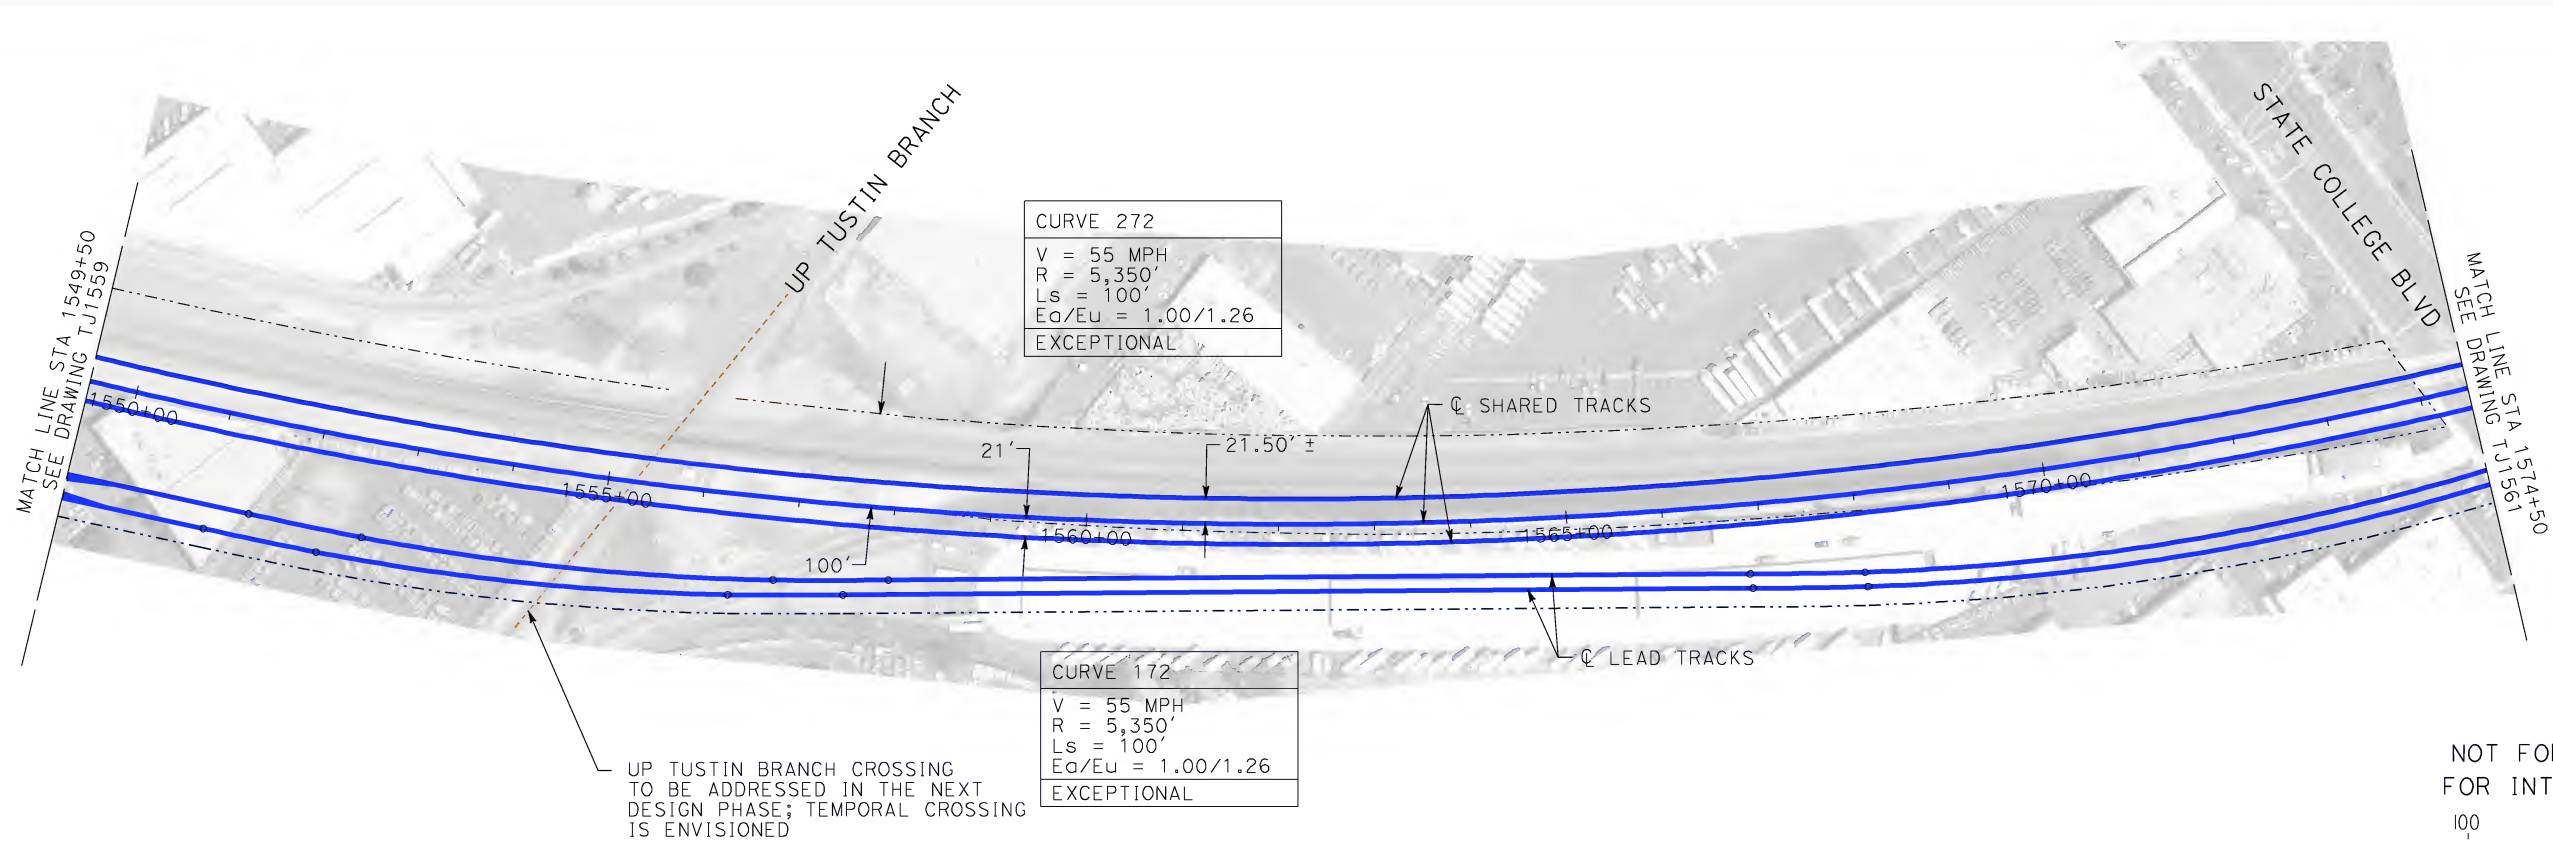 UP TUSTIN BRANCH
STATE COLLEGE BLVD
MATCH LINE STA 1549+50
SEE DRAWING TJ1559
CURVE 272
V = 55 MPH
R = 5,350'
Ls = 100'
Ea/Eu = 1.00/1.26
EXCEPTIONAL
MATCH LINE STA 1574+50
SEE DRAWING TJ1561
1550+00
℄ SHARED TRACKS
21'
21.50' ±
1555+00
1570+00
1560+00
1565+00
100'
℄ LEAD TRACKS
CURVE 172
V = 55 MPH
R = 5,350'
Ls = 100'
Ea/Eu = 1.00/1.26
EXCEPTIONAL
UP TUSTIN BRANCH CROSSING
TO BE ADDRESSED IN THE NEXT
DESIGN PHASE; TEMPORAL CROSSING
IS ENVISIONED
NOT FO
FOR INT
100